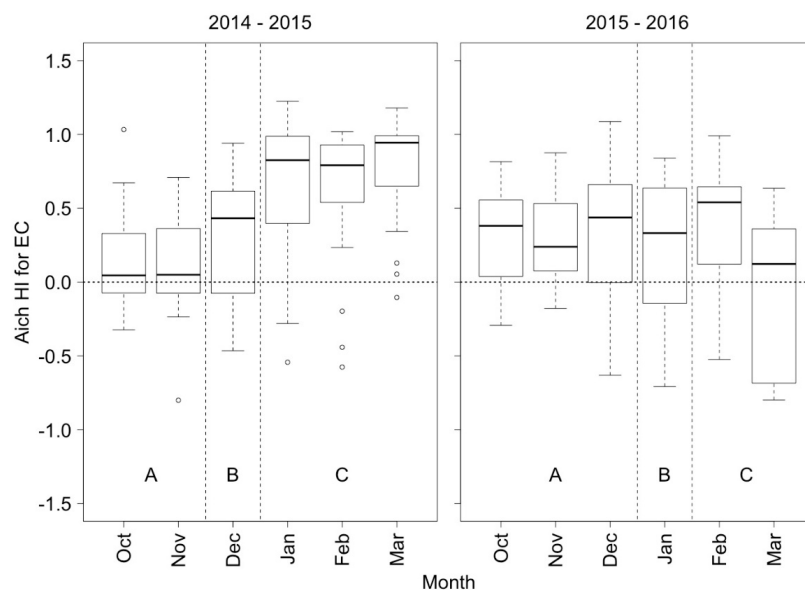 2014 - 2015
2015 - 2016
Aich HI for EC
1.5
1.0
0.5
0.0
-0.5
-1.0
-1.5
A B C
A B C
Oct Nov Dec Jan Feb Mar
Oct Nov Dec Jan Feb Mar
Month